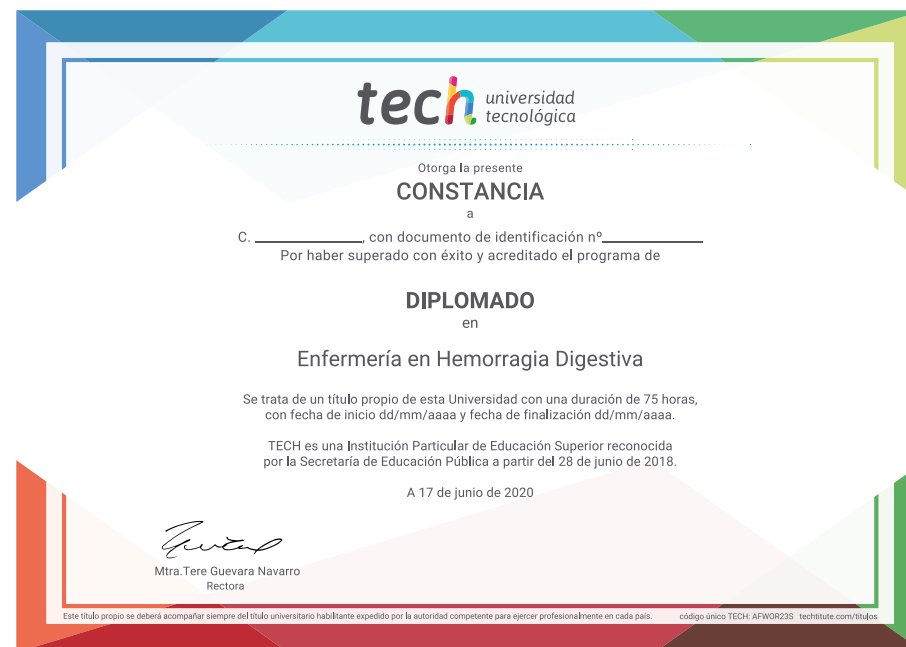 tech universidad
tecnológica
Otorga la presente
CONSTANCIA
a
C. ____________, con documento de identificación nº____________
Por haber superado con éxito y acreditado el programa de
DIPLOMADO
en
Enfermería en Hemorragia Digestiva
Se trata de un título propio de esta Universidad con una duración de 75 horas,
con fecha de inicio dd/mm/aaaa y fecha de finalización dd/mm/aaaa.
TECH es una Institución Particular de Educación Superior reconocida
por la Secretaría de Educación Pública a partir del 28 de junio de 2018.
A 17 de junio de 2020
Mtra.Tere Guevara Navarro
Rectora
Este título propio se deberá acompañar siempre del título universitario habilitante expedido por la autoridad competente para ejercer profesionalmente en cada país. código único TECH: AFWOR23S techtitute.com/titulos